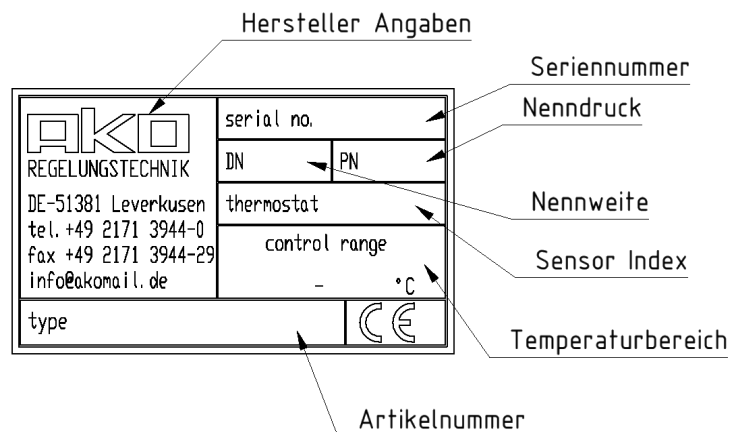 Hersteller Angaben
Seriennummer
Nenndruck
Nennweite
Sensor Index
Temperaturbereich
Artikelnummer
AKO
REGELUNGSTECHNIK
DE-51381 Leverkusen
tel. +49 2171 3944-0
fax +49 2171 3944-29
info@akomail.de
serial no.
DN
PN
thermostat
control range
- °C
type
CE